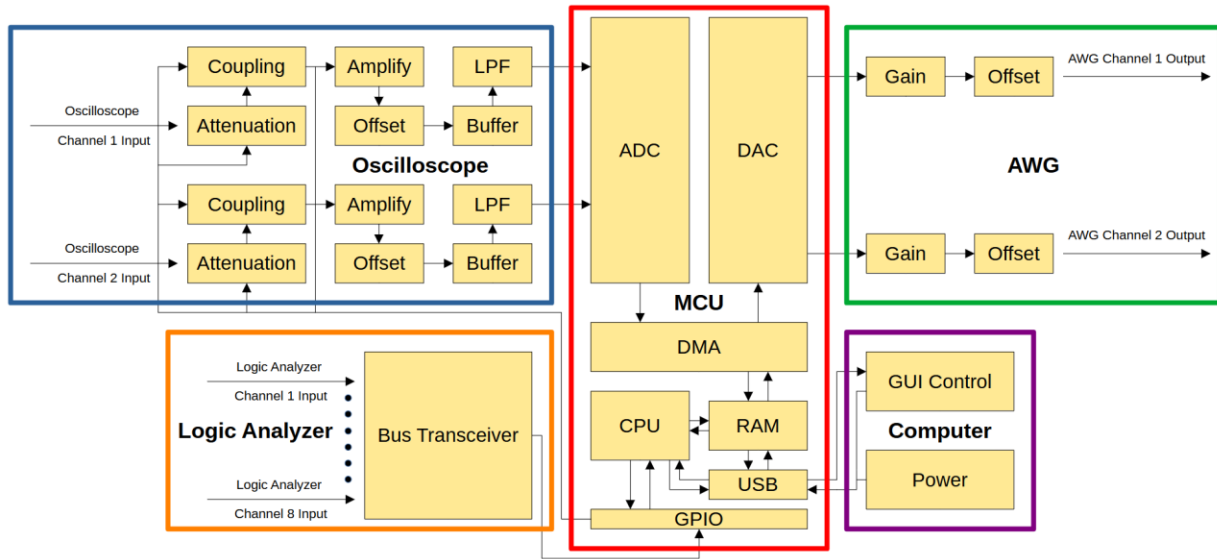 Coupling
Amplify
LPF
Oscilloscope
Channel 1 Input
Attenuation
Offset
Buffer
Oscilloscope
Coupling
Amplify
LPF
Oscilloscope
Channel 2 Input
Attenuation
Offset
Buffer
ADC
DAC
MCU
DMA
CPU
RAM
USB
GPIO
Gain
Offset
AWG Channel 1 Output
AWG
Gain
Offset
AWG Channel 2 Output
Logic Analyzer
Channel 1 Input
Logic Analyzer
Bus Transceiver
Logic Analyzer
Channel 8 Input
GUI Control
Computer
Power